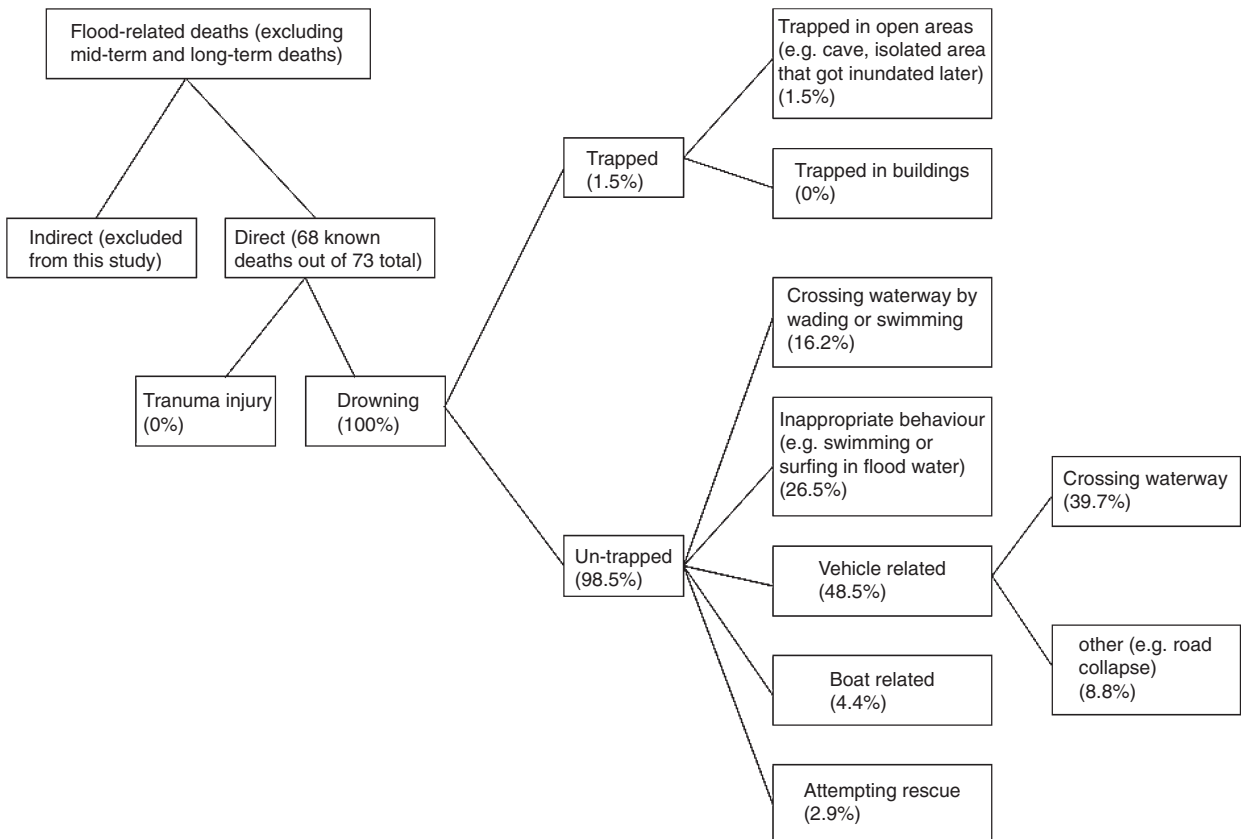 Flood-related deaths (excluding
mid-term and long-term deaths)
Indirect (excluded
from this study)
Direct (68 known
deaths out of 73 total)
Tranuma injury
(0%)
Drowning
(100%)
Trapped
(1.5%)
Un-trapped
(98.5%)
Trapped in open areas
(e.g. cave, isolated area
that got inundated later)
(1.5%)
Trapped in buildings
(0%)
Crossing waterway by
wading or swimming
(16.2%)
Inappropriate behaviour
(e.g. swimming or
surfing in flood water)
(26.5%)
Vehicle related
(48.5%)
Boat related
(4.4%)
Attempting rescue
(2.9%)
Crossing waterway
(39.7%)
other (e.g. road
collapse)
(8.8%)